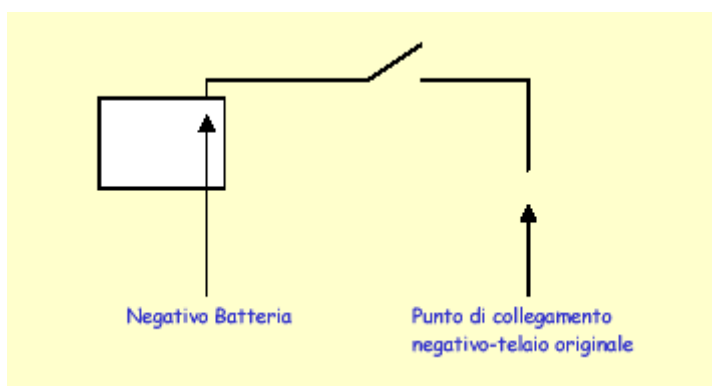 Negativo Batteria
Punto di collegamento
negativo-telaio originale